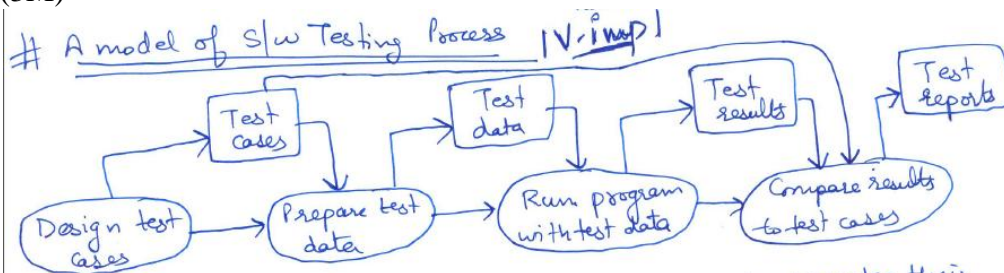 # A model of S/w Testing Process |V.imp|
Test
cases
Test
data
Test
results
Test
reports
Design test
cases
Prepare test
data
Run program
with test data
Compare results
to test cases